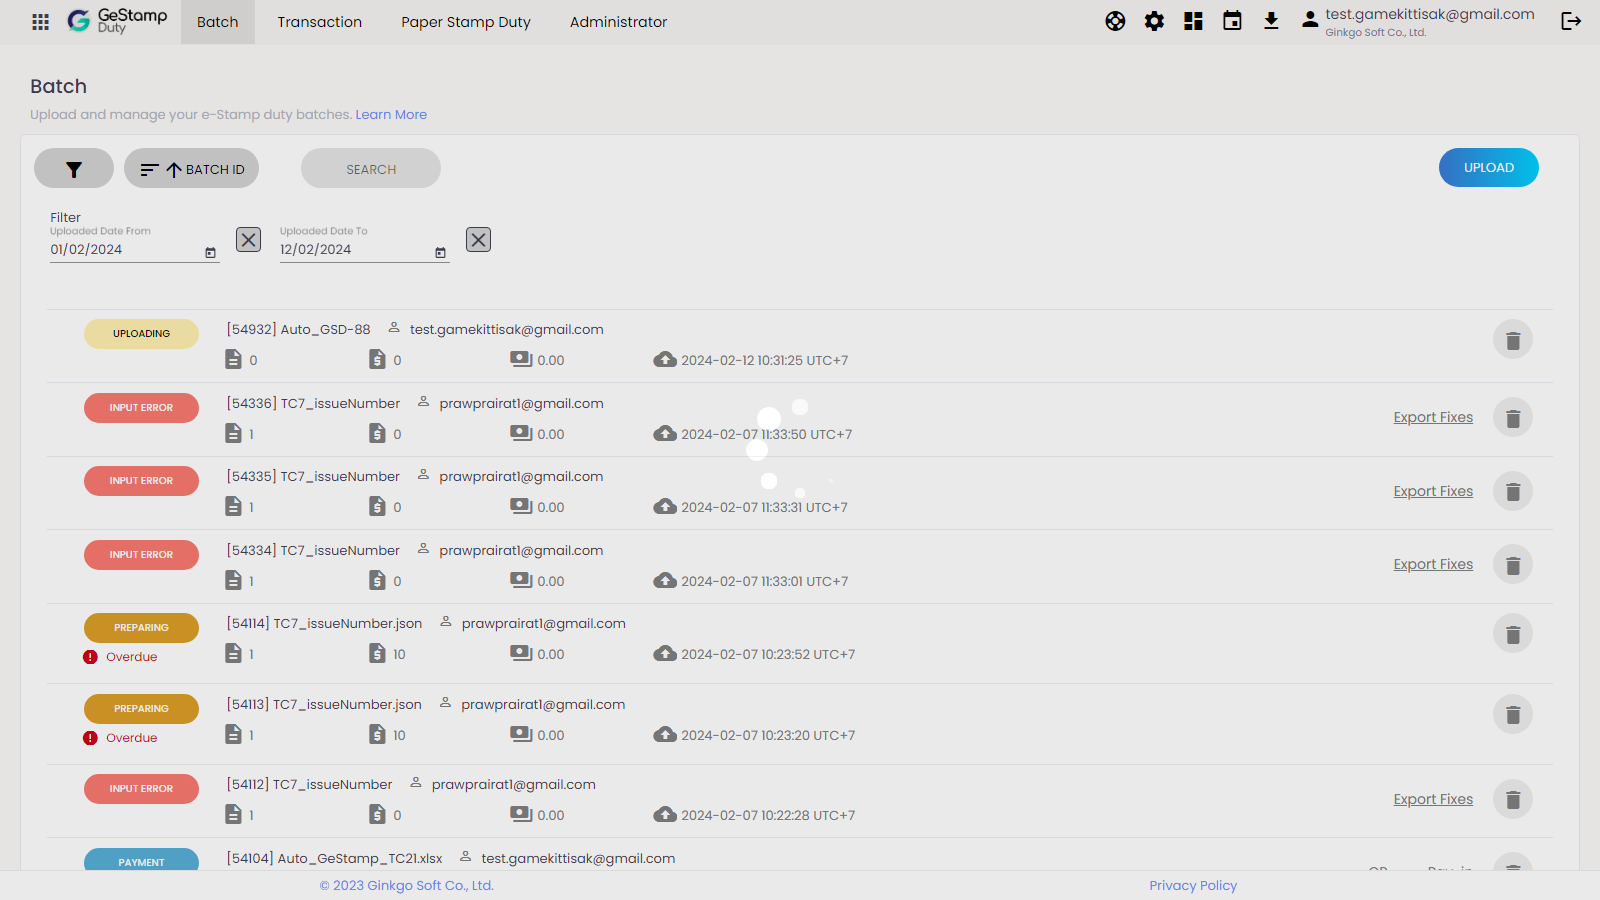 GeStamp
Duty
Batch
Transaction
Paper Stamp Duty
Administrator
test.gamekittisak@gmail.com
Ginkgo Soft Co., Ltd.
Batch
Upload and manage your e-Stamp duty batches. Learn More
BATCH ID
SEARCH
UPLOAD
Filter
Uploaded Date From
01/02/2024
Uploaded Date To
12/02/2024
UPLOADING
[54932] Auto_GSD-88 test.gamekittisak@gmail.com
0 0 0.00 2024-02-12 10:31:25 UTC+7
INPUT ERROR
[54336] TC7_issueNumber prawprairat1@gmail.com
1 0 0.00 2024-02-07 11:33:50 UTC+7
Export Fixes
INPUT ERROR
[54335] TC7_issueNumber prawprairat1@gmail.com
1 0 0.00 2024-02-07 11:33:31 UTC+7
Export Fixes
INPUT ERROR
[54334] TC7_issueNumber prawprairat1@gmail.com
1 0 0.00 2024-02-07 11:33:01 UTC+7
Export Fixes
PREPARING
Overdue
[54114] TC7_issueNumber.json prawprairat1@gmail.com
1 10 0.00 2024-02-07 10:23:52 UTC+7
PREPARING
Overdue
[54113] TC7_issueNumber.json prawprairat1@gmail.com
1 10 0.00 2024-02-07 10:23:20 UTC+7
INPUT ERROR
[54112] TC7_issueNumber prawprairat1@gmail.com
1 0 0.00 2024-02-07 10:22:28 UTC+7
Export Fixes
PAYMENT
[54104] Auto_GeStamp_TC21.xlsx test.gamekittisak@gmail.com
© 2023 Ginkgo Soft Co., Ltd.
Privacy Policy